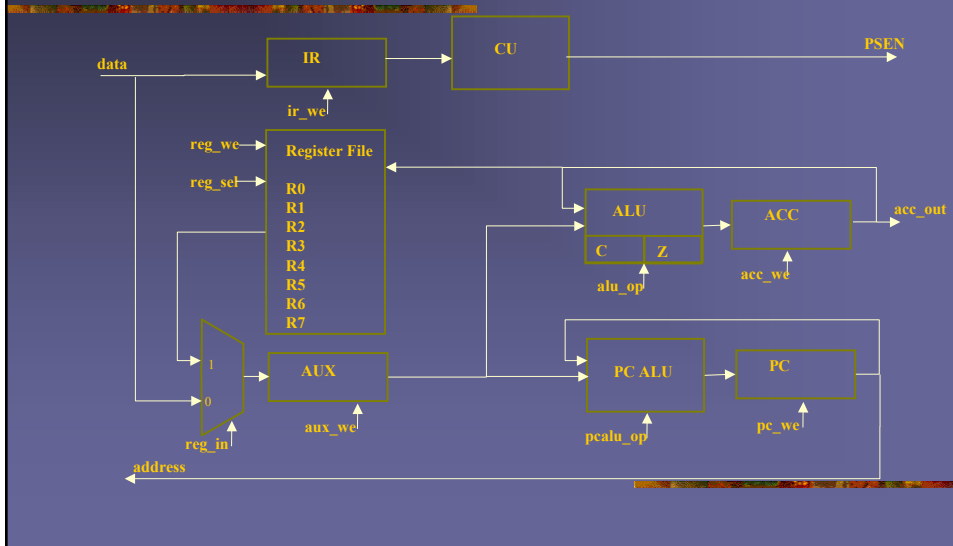 CU
PSEN
IR
data
ir_we
reg_we
Register File
reg_sel
R0
R1
R2
R3
R4
R5
R6
R7
ALU
ACC
acc_out
C
Z
alu_op
acc_we
1
0
AUX
PC ALU
PC
reg_in
aux_we
pcalu_op
pc_we
address